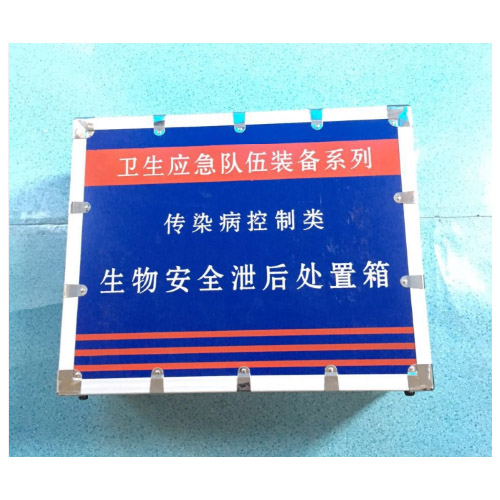 卫生应急队伍装备系列
传染病控制类
生物安全泄后处置箱